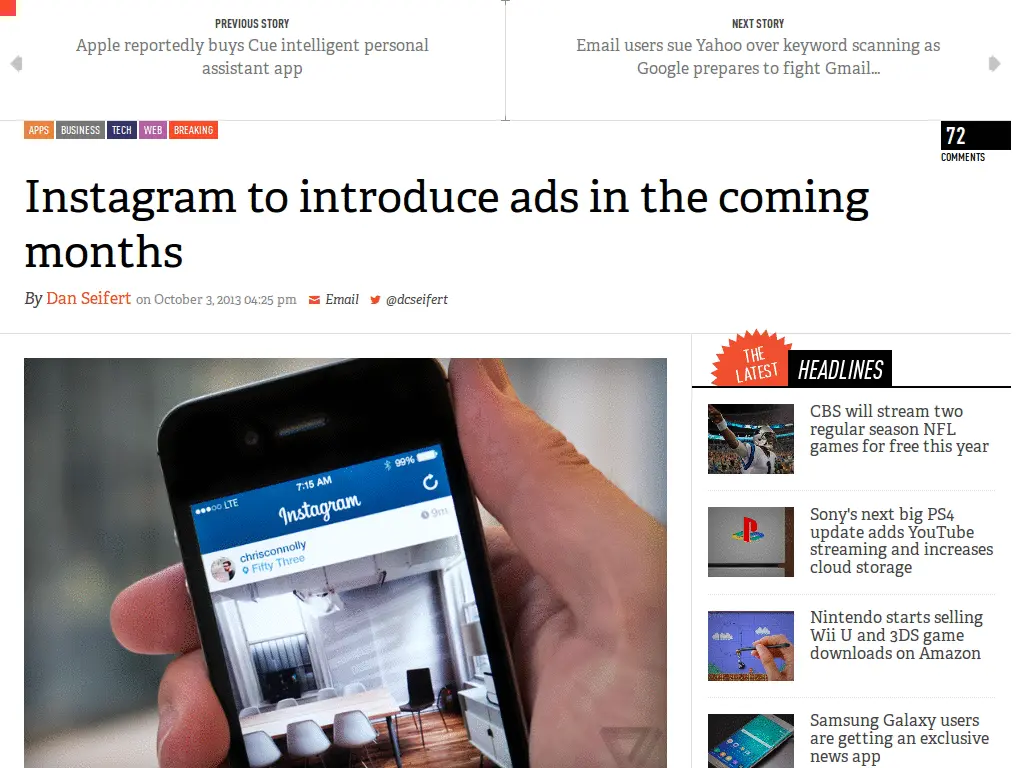 PREVIOUS STORY
Apple reportedly buys Cue intelligent personal
assistant app
NEXT STORY
Email users sue Yahoo over keyword scanning as
Google prepares to fight Gmail...
APPS BUSINESS TECH WEB BREAKING
72
COMMENTS
Instagram to introduce ads in the coming
months
By Dan Seifert on October 3, 2013 04:25 pm Email @dcseifert
THE
LATEST
HEADLINES
LTE 7:15 AM 99%
Instagram
chrisconnolly
Fifty Three
9m
CBS will stream two
regular season NFL
games for free this year
Sony's next big PS4
update adds YouTube
streaming and increases
cloud storage
Nintendo starts selling
Wii U and 3DS game
downloads on Amazon
Samsung Galaxy users
are getting an exclusive
news app